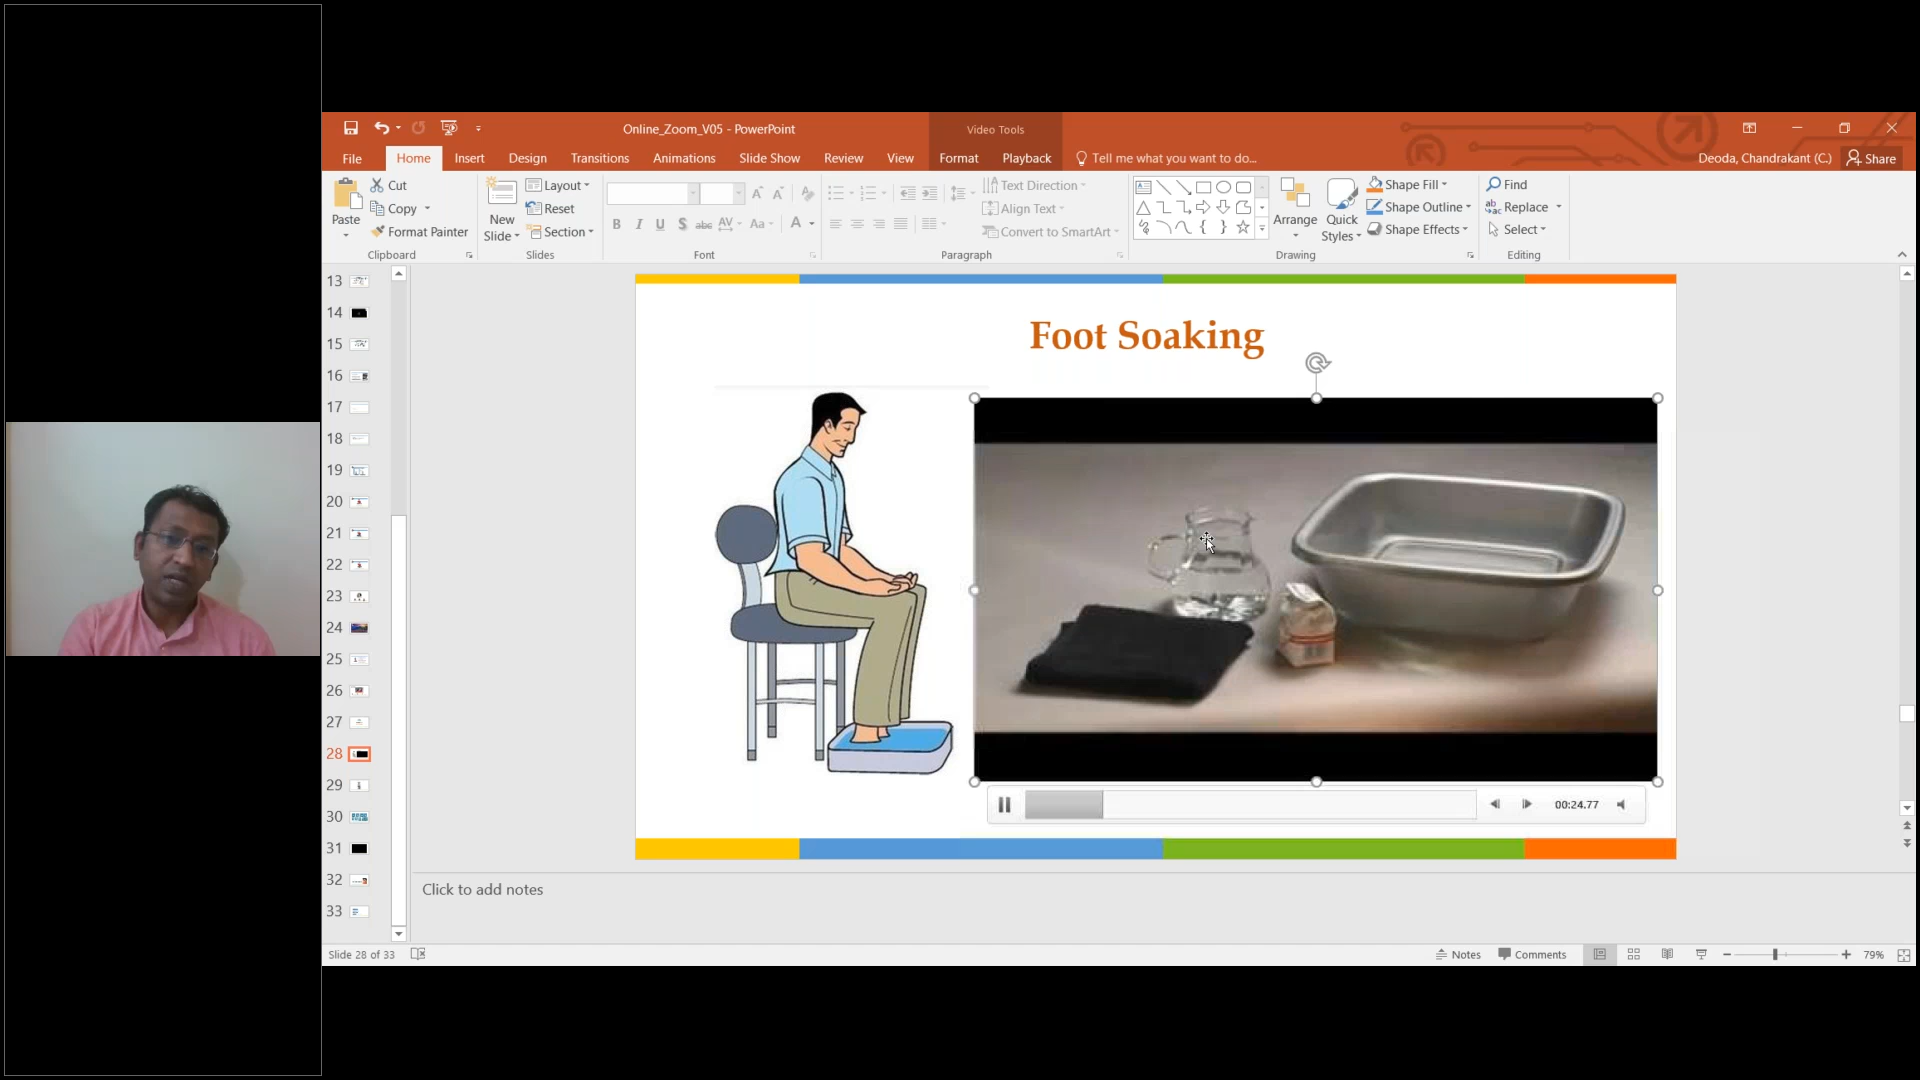 Online_Zoom_V05 - PowerPoint
Video Tools
File Home Insert Design Transitions Animations Slide Show Review View Format Playback Tell me what you want to do... Deoda, Chandrakant (C.) Share
Paste
Cut
Copy
Format Painter
Clipboard
New Slide
Layout
Reset
Section
Slides
B I U S abc AV Aa A
Font
Text Direction
Align Text
Convert to SmartArt
Paragraph
Arrange
Quick Styles
Shape Fill
Shape Outline
Shape Effects
Drawing
Find
Replace
Select
Editing
13
14
15
16
17
18
19
20
21
22
23
24
25
26
27
28
29
30
31
32
33
Foot Soaking
00:24.77
Click to add notes
Slide 28 of 33
Notes Comments 79%